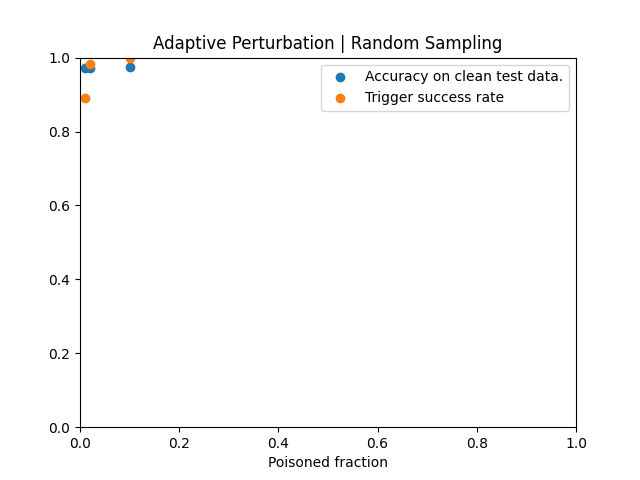 Adaptive Perturbation | Random Sampling
1.0
0.8
0.6
0.4
0.2
0.0
Accuracy on clean test data.
Trigger success rate
0.0 0.2 0.4 0.6 0.8 1.0
Poisoned fraction